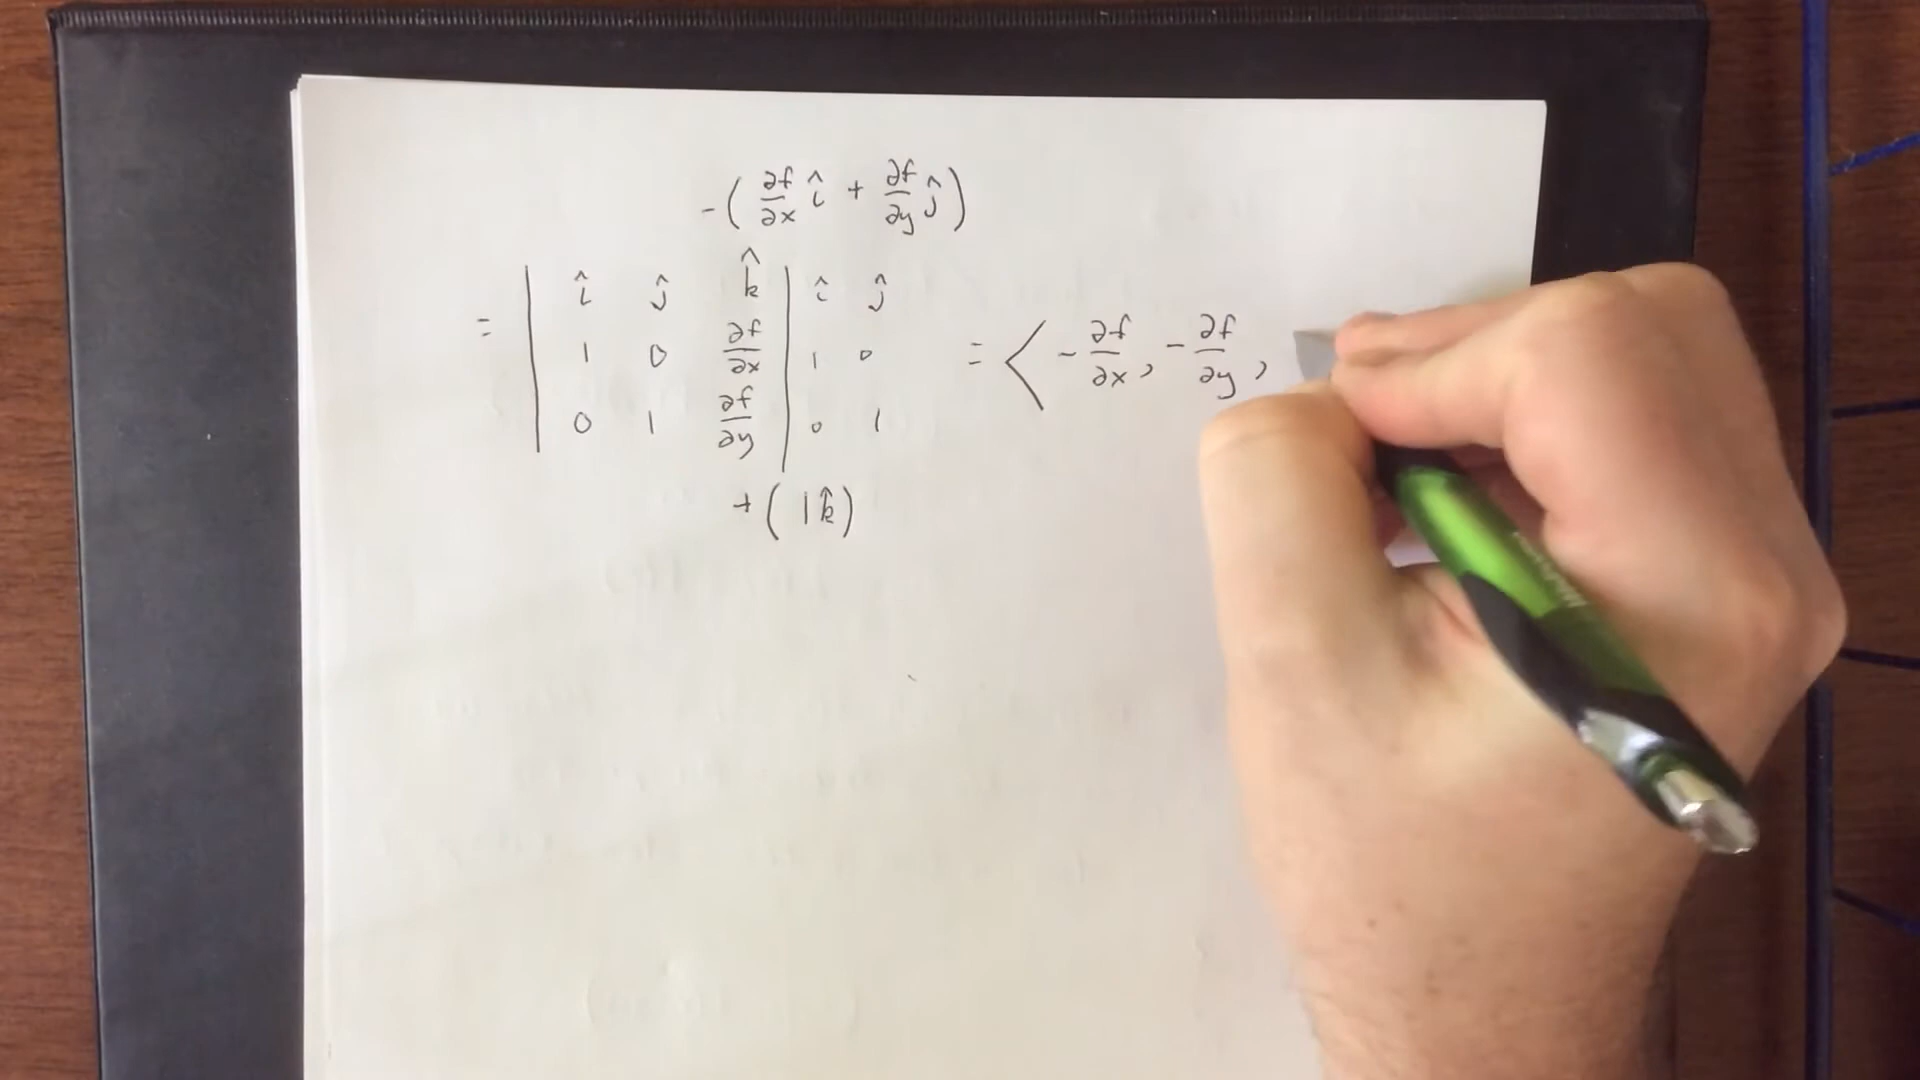 -( ∂f/∂x î + ∂f/∂y ĵ )
= | î ĵ k̂ | î ĵ
1 0 ∂f/∂x | 1 0 = < -∂f/∂x, -∂f/∂y,
0 1 ∂f/∂y | 0 1
+( 1k̂ )